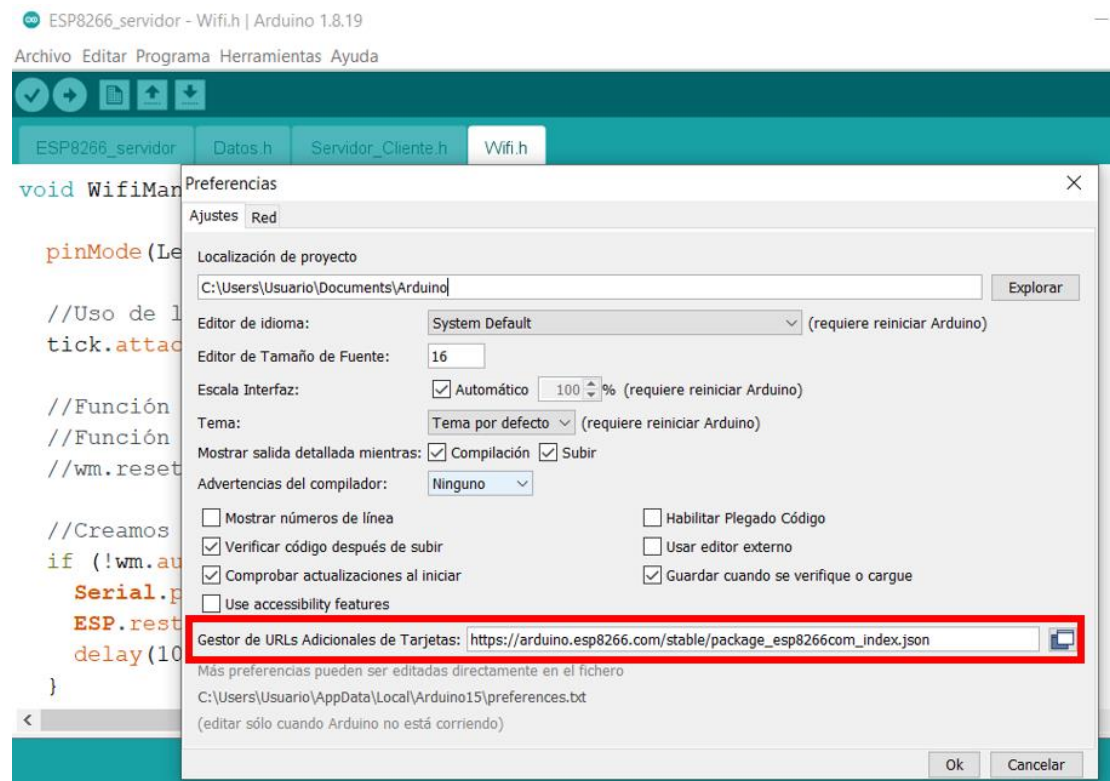 ESP8266_servidor - Wifi.h | Arduino 1.8.19
Archivo Editar Programa Herramientas Ayuda
ESP8266_servidor Datos.h Servidor_Cliente.h Wifi.h
void WifiMan
pinMode(Le
//Uso de l
tick.attac
//Función
//Función
//wm.reset
//Creamos
if (!wm.au
Serial.p
ESP.rest
delay(10
}
Preferencias
Ajustes Red
Localización de proyecto
C:\Users\Usuario\Documents\Arduino Explorar
Editor de idioma: System Default (requiere reiniciar Arduino)
Editor de Tamaño de Fuente: 16
Escala Interfaz: Automático 100 % (requiere reiniciar Arduino)
Tema: Tema por defecto (requiere reiniciar Arduino)
Mostrar salida detallada mientras: Compilación Subir
Advertencias del compilador: Ninguno
Mostrar números de línea Habilitar Plegado Código
Verificar código después de subir Usar editor externo
Comprobar actualizaciones al iniciar Guardar cuando se verifique o cargue
Use accessibility features
Gestor de URLs Adicionales de Tarjetas: https://arduino.esp8266.com/stable/package_esp8266com_index.json
Más preferencias pueden ser editadas directamente en el fichero
C:\Users\Usuario\AppData\Local\Arduino15\preferences.txt
(editar sólo cuando Arduino no está corriendo)
Ok Cancelar